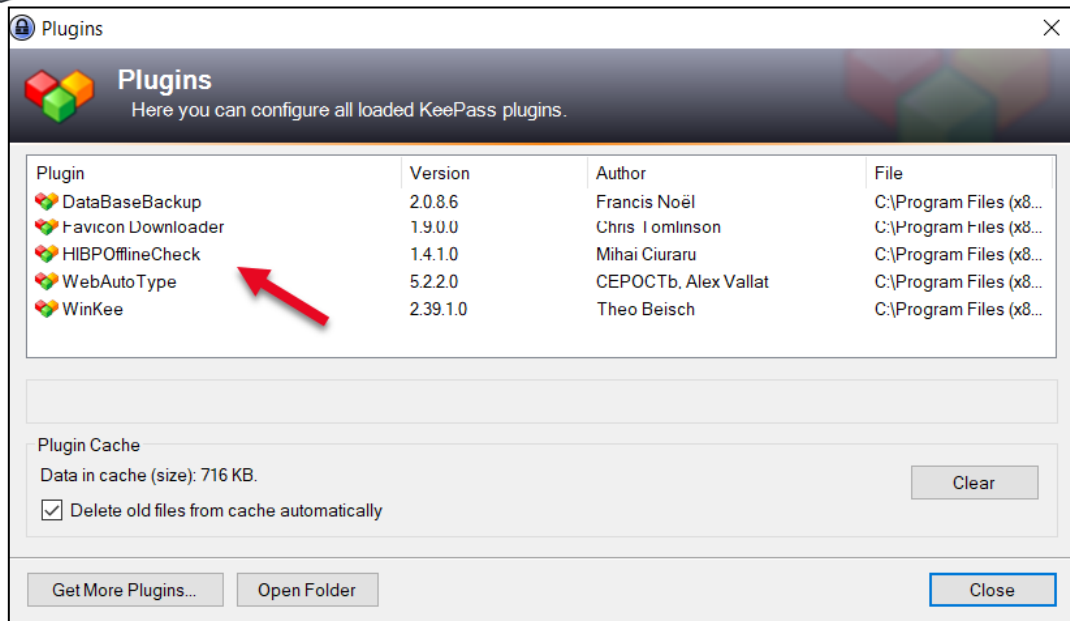 Plugins
Plugins
Here you can configure all loaded KeePass plugins.
Plugin Version Author File
DataBaseBackup 2.0.8.6 Francis Noël C:\Program Files (x8...
Favicon Downloader 1.9.0.0 Chris Tomlinson C:\Program Files (x8...
HIBPOfflineCheck 1.4.1.0 Mihai Ciuraru C:\Program Files (x8...
WebAutoType 5.2.2.0 CEPOCTb, Alex Vallat C:\Program Files (x8...
WinKee 2.39.1.0 Theo Beisch C:\Program Files (x8...
Plugin Cache
Data in cache (size): 716 KB.
Clear
Delete old files from cache automatically
Get More Plugins... Open Folder Close